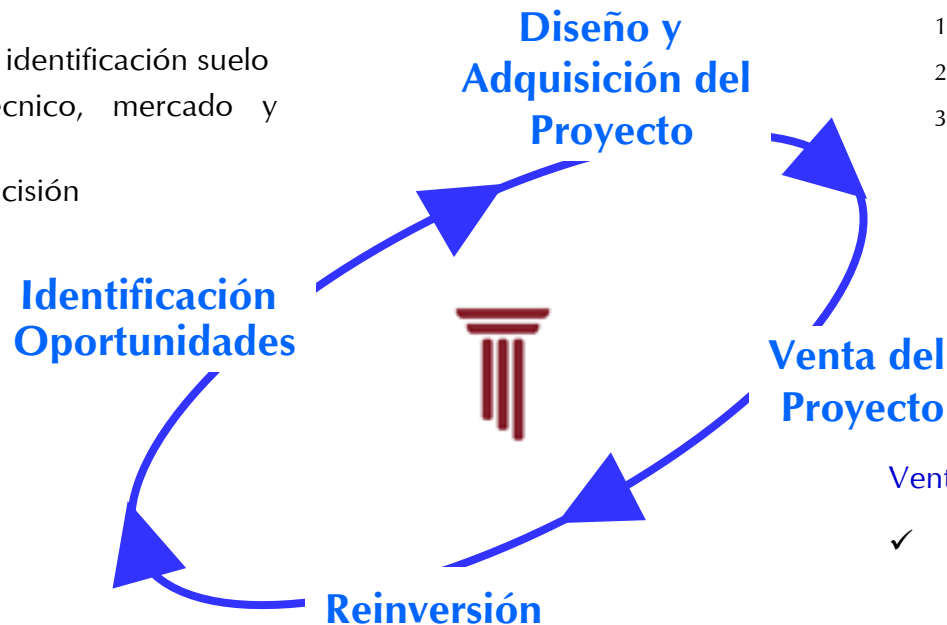 identificación suelo
cnico, mercado y
cisión
Diseño y
Adquisición del
Proyecto
1
2
3
Identificación
Oportunidades
Venta del
Proyecto
Vent
✓
Reinversión